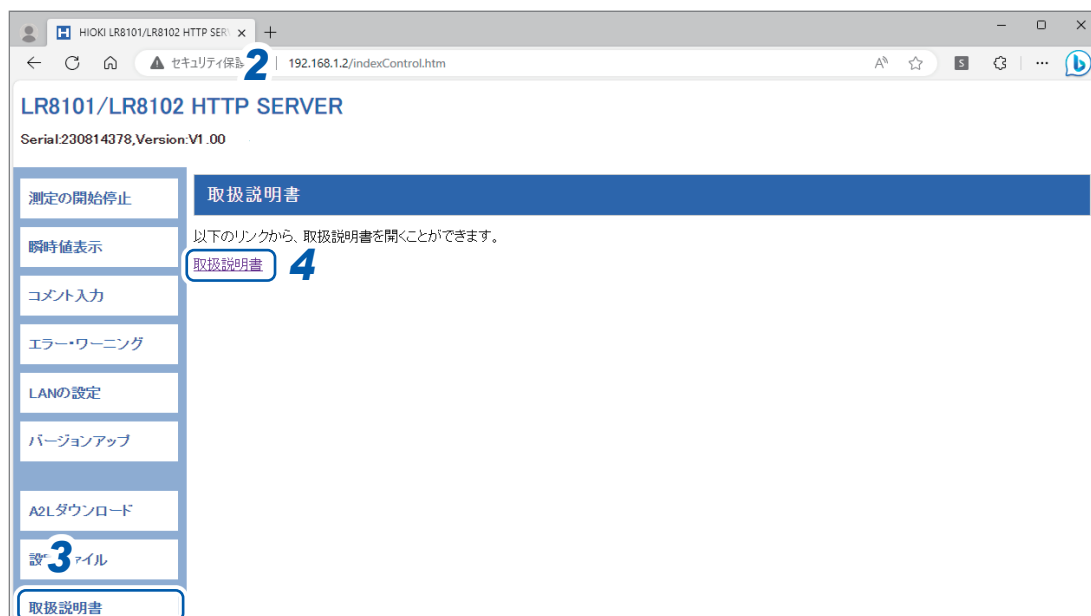 HIOKI LR8101/LR8102 HTTP SER
セキュリティ保 2 192.168.1.2/indexControl.htm
LR8101/LR8102 HTTP SERVER
Serial:230814378,Version:V1.00
測定の開始停止
瞬時値表示
コメント入力
エラー・ワーニング
LANの設定
バージョンアップ
A2Lダウンロード
設 3 ァイル
取扱説明書
取扱説明書
以下のリンクから、取扱説明書を開くことができます。
取扱説明書 4